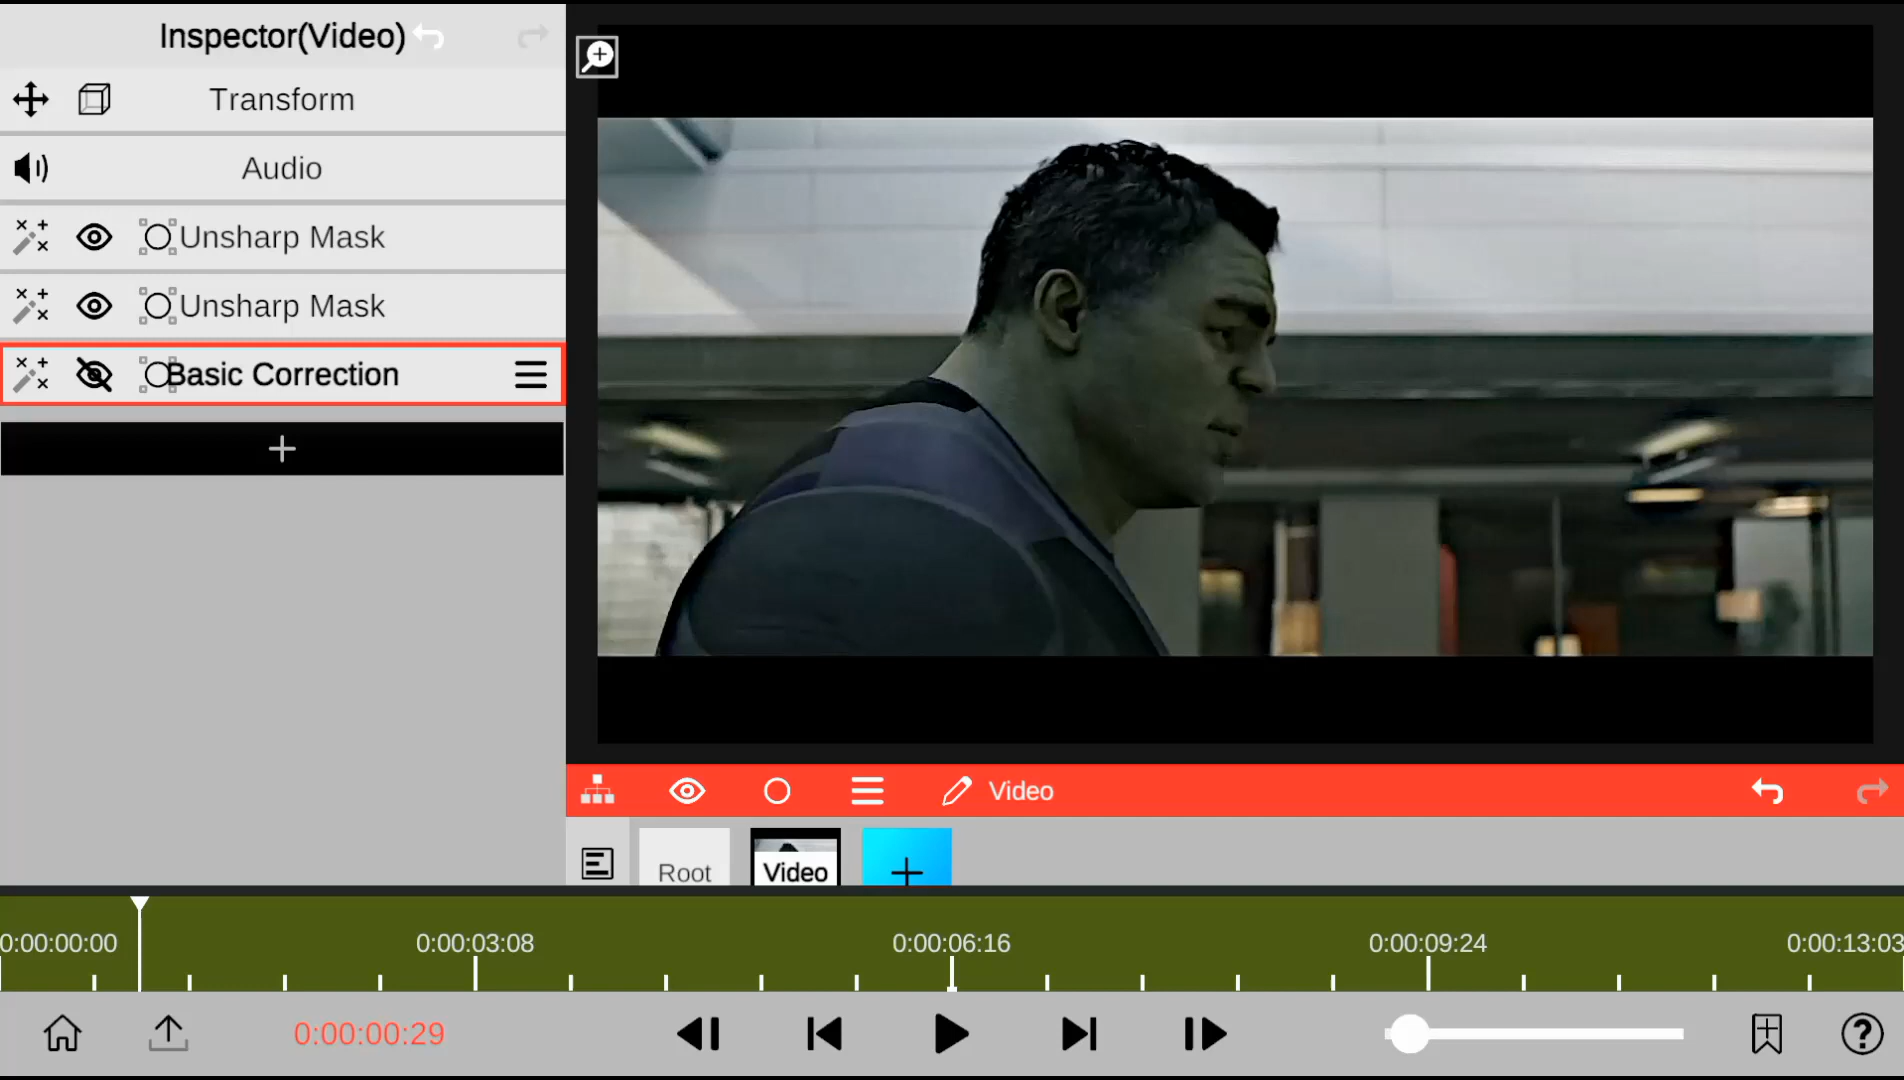 Inspector(Video)
Transform
Audio
Unsharp Mask
Unsharp Mask
Basic Correction
Video
Root
Video
0:00:00:00
0:00:03:08
0:00:06:16
0:00:09:24
0:00:13:03
0:00:00:29